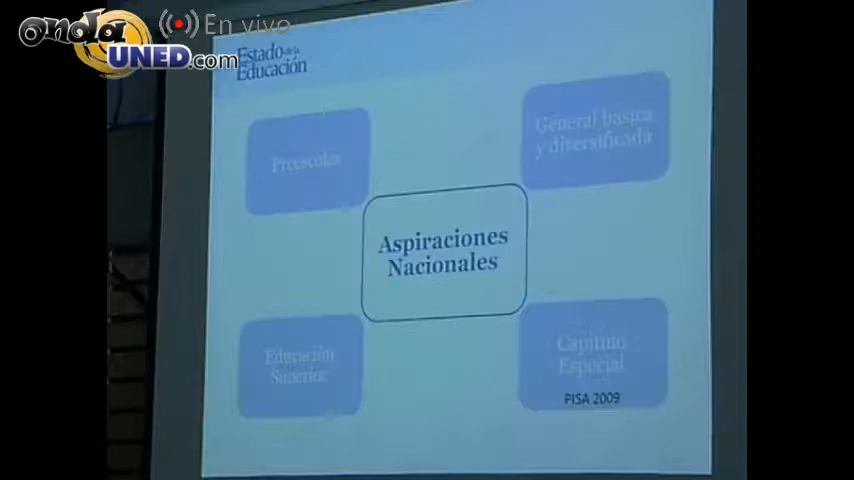 onda
UNED.com
En vivo
Estado de la
Educación
Preescolar
General básica
y diversificada
Aspiraciones
Nacionales
Educación
Superior
Capítulo
Especial
PISA 2009